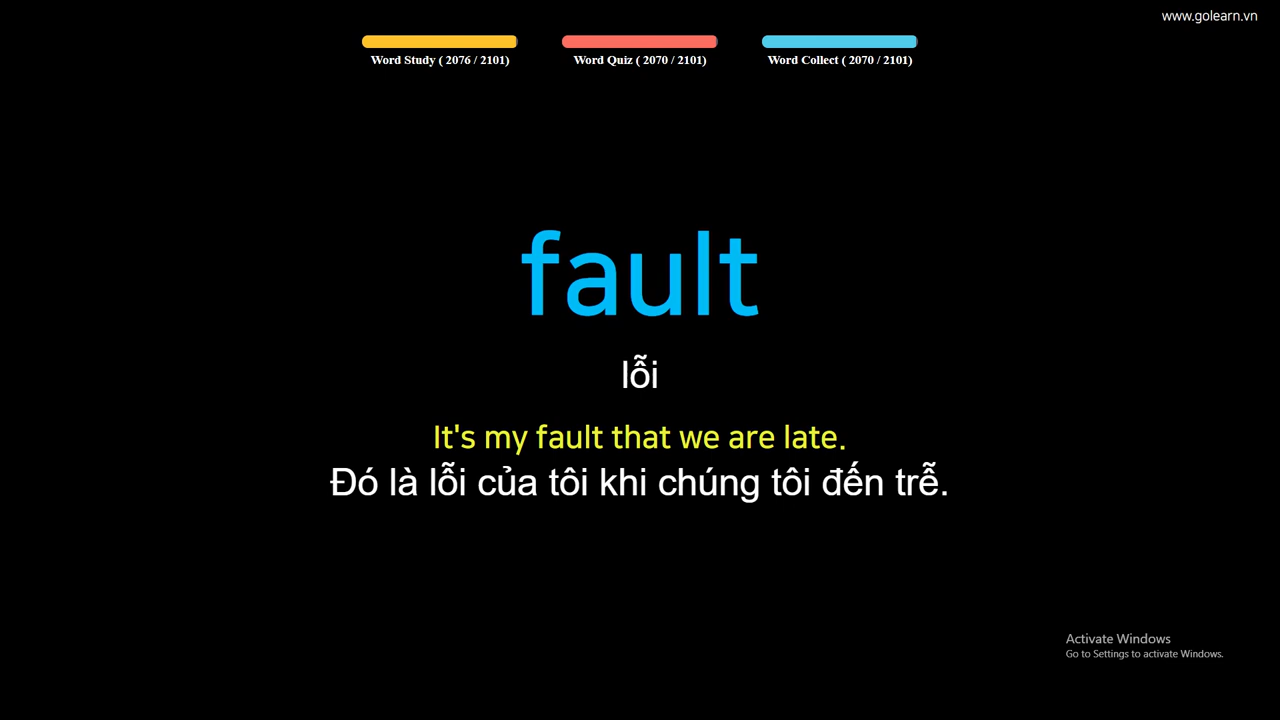 www.golearn.vn
Word Study ( 2076 / 2101)
Word Quiz ( 2070 / 2101)
Word Collect ( 2070 / 2101)
fault
lỗi
It's my fault that we are late.
Đó là lỗi của tôi khi chúng tôi đến trễ.
Activate Windows
Go to Settings to activate Windows.